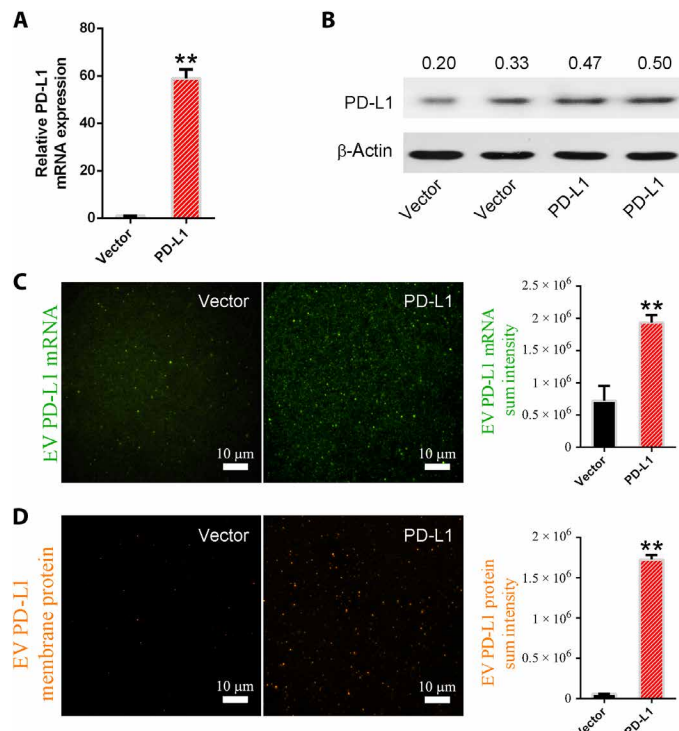 A
Relative PD-L1
mRNA expression
80
60
40
20
0
**
Vector
PD-L1
B
0.20 0.33 0.47 0.50
PD-L1
β-Actin
Vector
Vector
PD-L1
PD-L1
C
EV PD-L1 mRNA
Vector
10 μm
PD-L1
10 μm
EV PD-L1 mRNA
sum intensity
2.5 × 10⁶
2 × 10⁶
1.5 × 10⁶
1 × 10⁶
0.5 × 10⁶
0
**
Vector
PD-L1
D
EV PD-L1
membrane protein
Vector
10 μm
PD-L1
10 μm
EV PD-L1 protein
sum intensity
2 × 10⁶
1.5 × 10⁶
1 × 10⁶
0.5 × 10⁶
0
**
Vector
PD-L1